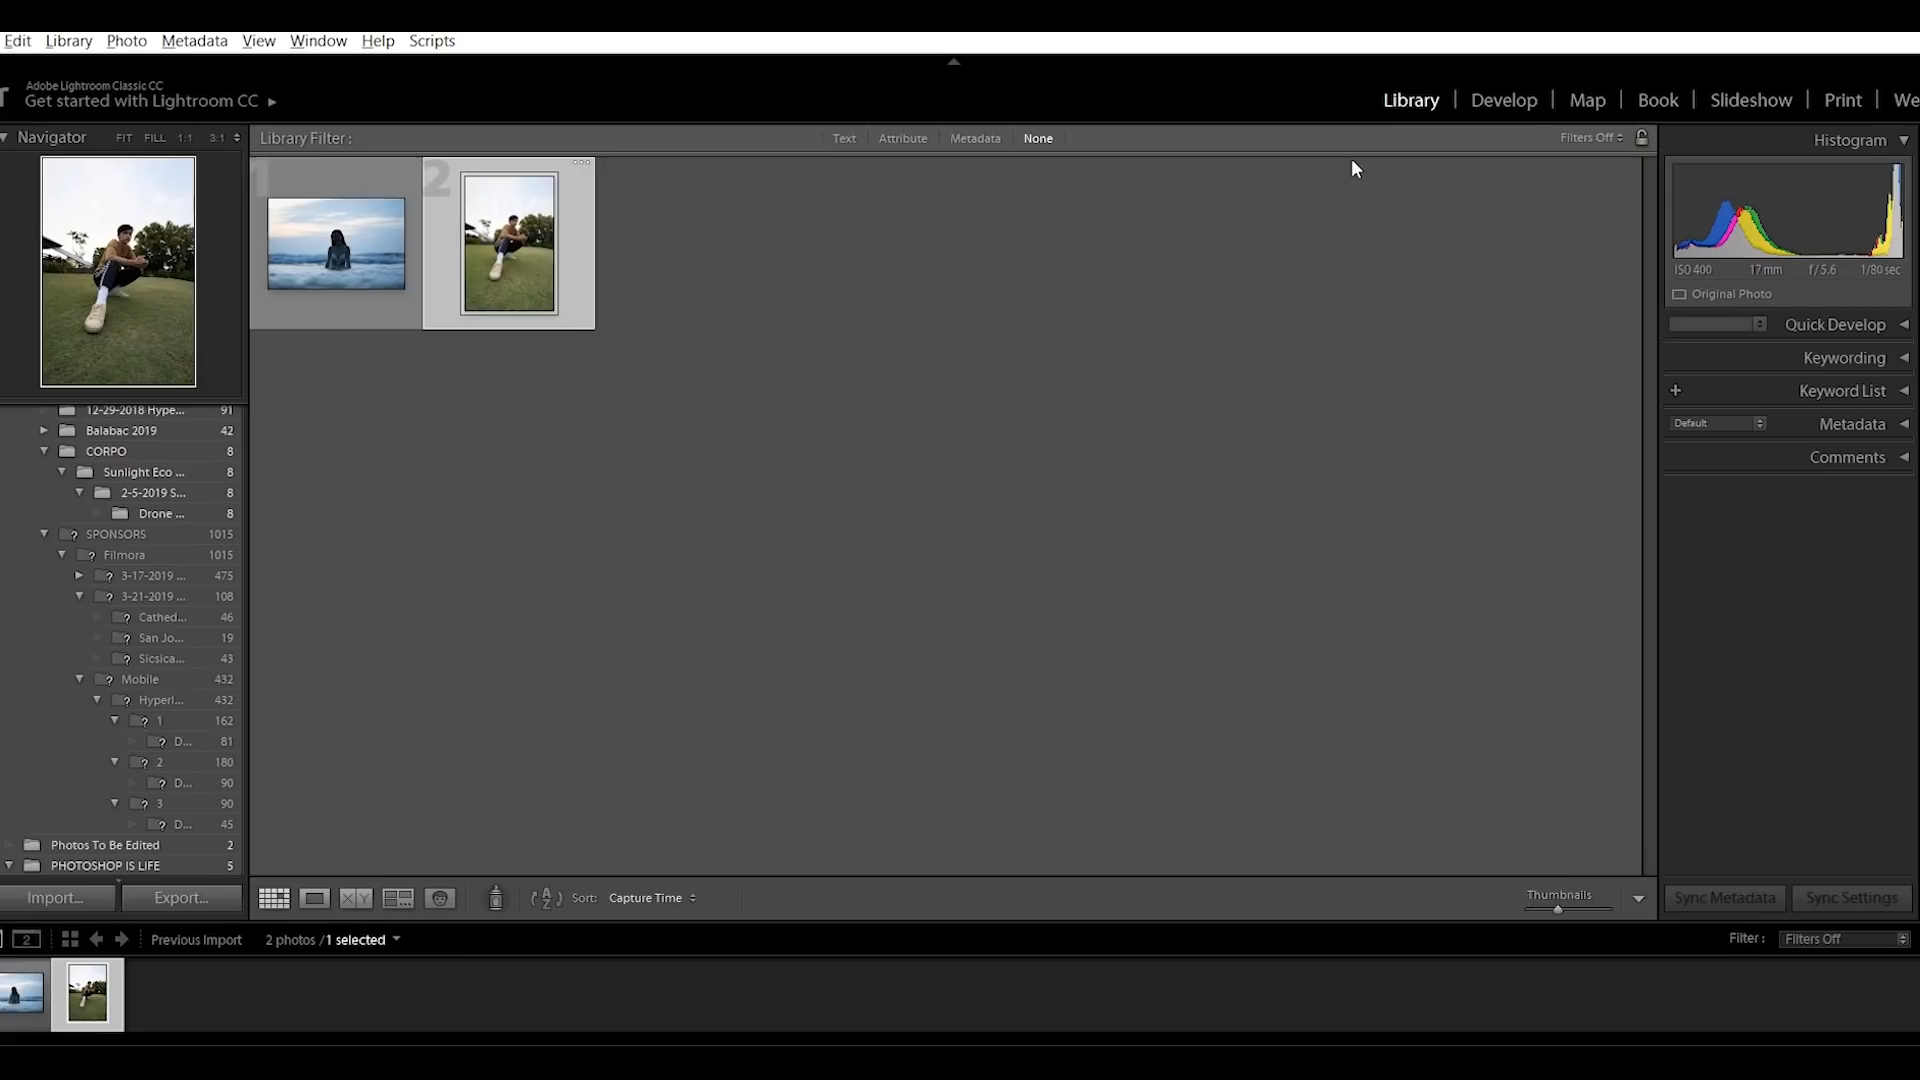 Edit Library Photo Metadata View Window Help Scripts
Adobe Lightroom Classic CC
Get started with Lightroom CC
Library | Develop | Map | Book | Slideshow | Print | We
Navigator FIT FILL 1:1 3:1
Library Filter :
Text Attribute Metadata None
Filters Off
Histogram
1
2
ISO 400 17 mm f / 5.6 1/80 sec
Original Photo
Quick Develop
Keywording
Keyword List
Default Metadata
Comments
12-29-2018 Hype... 91
Balabac 2019 42
CORPO 8
Sunlight Eco ... 8
2-5-2019 S... 8
Drone ... 8
SPONSORS 1015
Filmora 1015
3-17-2019 ... 475
3-21-2019 ... 108
Cathed... 46
San Jo... 19
Sicsica... 43
Mobile 432
Hyperl... 432
1 162
D... 81
2 180
D... 90
3 90
D... 45
Photos To Be Edited 2
PHOTOSHOP IS LIFE 5
Import... Export...
Sort: Capture Time
Thumbnails
Sync Metadata Sync Settings
2 Previous Import 2 photos / 1 selected
Filter : Filters Off